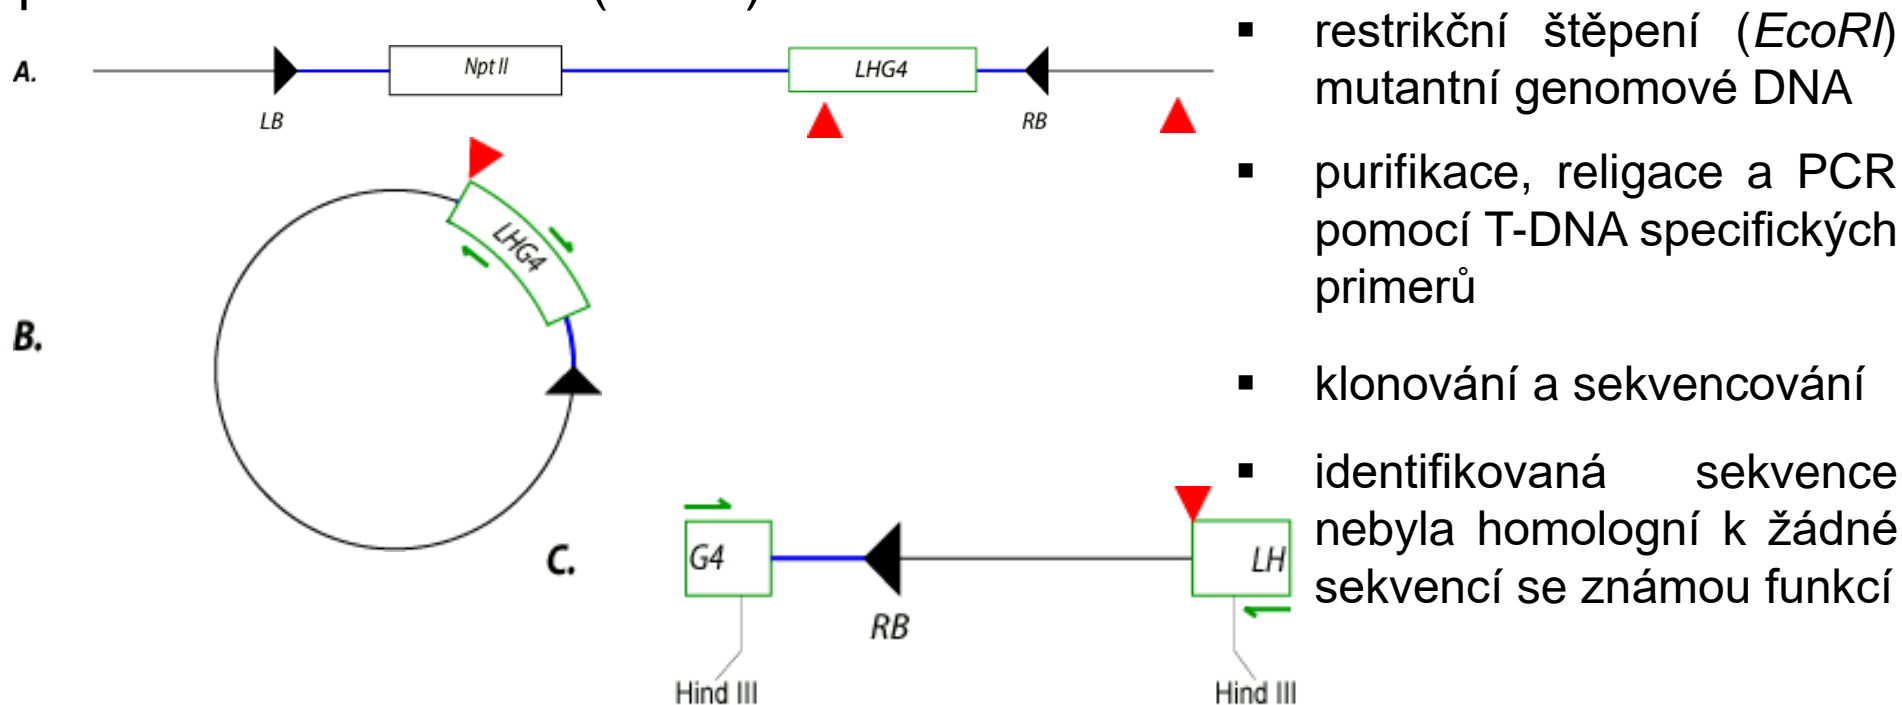 A.
Npt II
LHG4
LB
RB
B.
LHG4
C.
G4
LH
RB
Hind III
Hind III
▪ restrikční štěpení (EcoRI)
mutantní genomové DNA
▪ purifikace, religace a PCR
pomocí T-DNA specifických
primerů
▪ klonování a sekvencování
▪ identifikovaná sekvence
nebyla homologní k žádné
sekvencí se známou funkcí